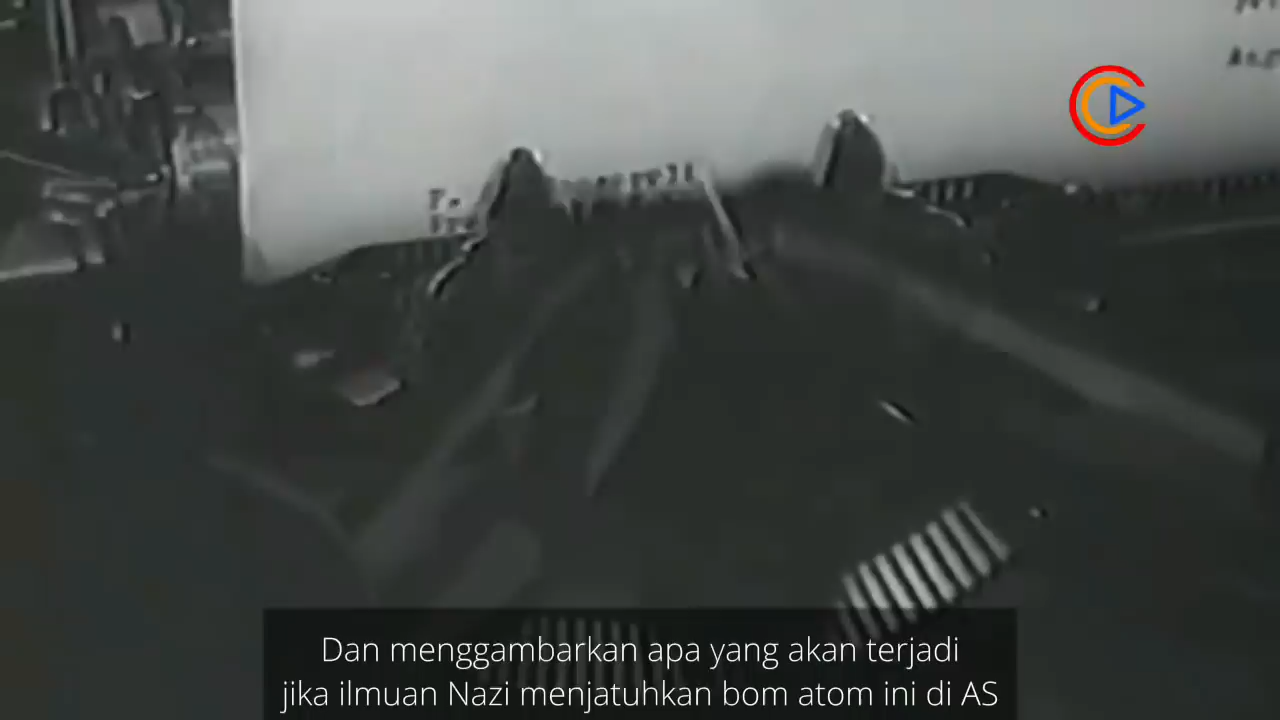 Dan menggambarkan apa yang akan terjadi
jika ilmuan Nazi menjatuhkan bom atom ini di AS